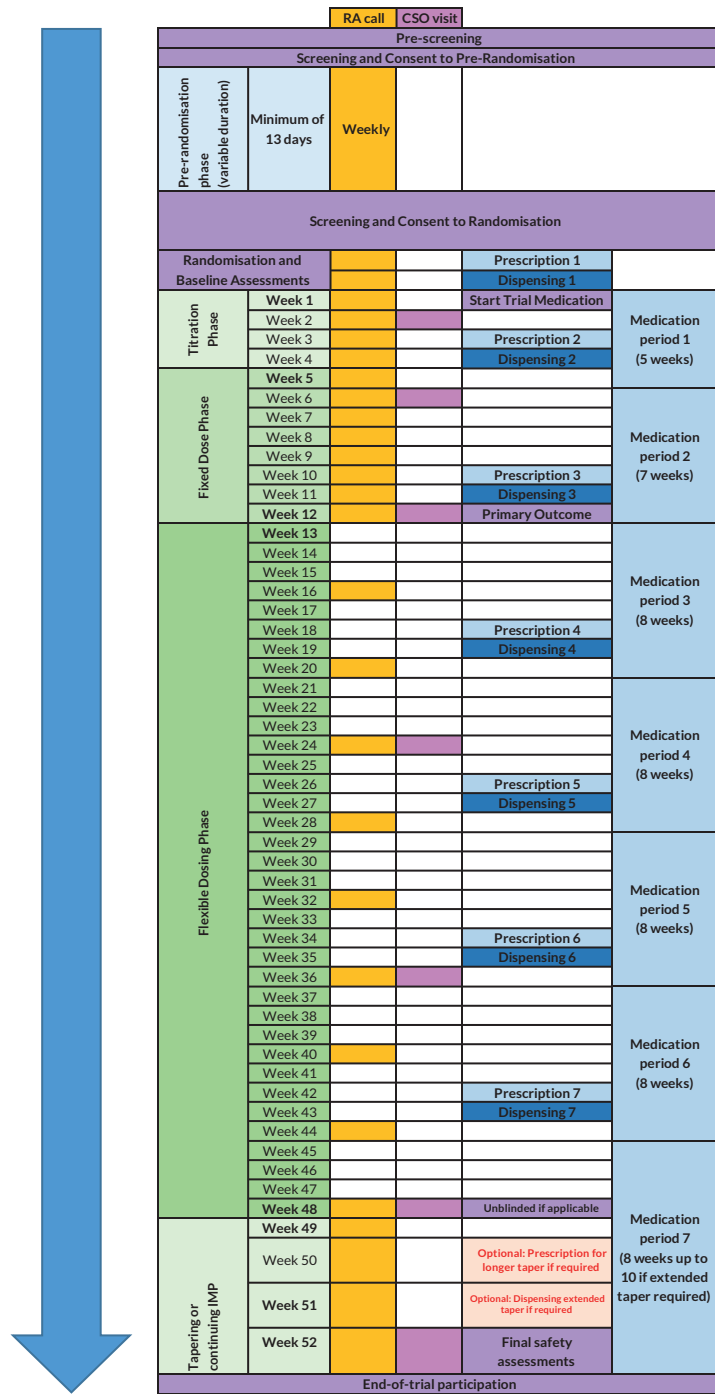 RA call CSO visit
Pre-screening
Screening and Consent to Pre-Randomisation
Pre-randomisation
phase
(variable duration)
Minimum of
13 days
Weekly
Screening and Consent to Randomisation
Randomisation and
Baseline Assessments
Prescription 1
Dispensing 1
Titration
Phase
Week 1 Start Trial Medication
Week 2
Week 3 Prescription 2
Week 4 Dispensing 2
Medication
period 1
(5 weeks)
Fixed Dose Phase
Week 5
Week 6
Week 7
Week 8
Week 9
Week 10 Prescription 3
Week 11 Dispensing 3
Week 12 Primary Outcome
Medication
period 2
(7 weeks)
Flexible Dosing Phase
Week 13
Week 14
Week 15
Week 16
Week 17
Week 18 Prescription 4
Week 19 Dispensing 4
Week 20
Medication
period 3
(8 weeks)
Week 21
Week 22
Week 23
Week 24
Week 25
Week 26 Prescription 5
Week 27 Dispensing 5
Week 28
Medication
period 4
(8 weeks)
Week 29
Week 30
Week 31
Week 32
Week 33
Week 34 Prescription 6
Week 35 Dispensing 6
Week 36
Medication
period 5
(8 weeks)
Week 37
Week 38
Week 39
Week 40
Week 41
Week 42 Prescription 7
Week 43 Dispensing 7
Week 44
Medication
period 6
(8 weeks)
Week 45
Week 46
Week 47
Week 48 Unblinded if applicable
Tapering or
continuing IMP
Week 49
Week 50
Optional: Prescription for
longer taper if required
Week 51
Optional: Dispensing extended
taper if required
Week 52
Final safety
assessments
Medication
period 7
(8 weeks up to
10 if extended
taper required)
End-of-trial participation